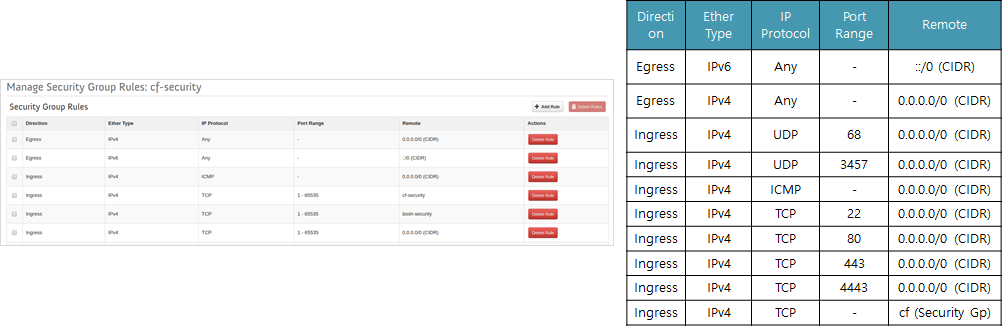 Manage Security Group Rules: cf-security
Security Group Rules
+ Add Rule
Delete Rules
Direction Ether Type IP Protocol Port Range Remote Actions
Egress IPv4 Any - 0.0.0.0/0 (CIDR) Delete Rule
Egress IPv6 Any - ::/0 (CIDR) Delete Rule
Ingress IPv4 ICMP - 0.0.0.0/0 (CIDR) Delete Rule
Ingress IPv4 TCP 1 - 65535 cf-security Delete Rule
Ingress IPv4 TCP 1 - 65535 bosh-security Delete Rule
Ingress IPv4 TCP 1 - 65535 0.0.0.0/0 (CIDR) Delete Rule
Directi Ether IP Port Remote
on Type Protocol Range
Egress IPv6 Any - ::/0 (CIDR)
Egress IPv4 Any - 0.0.0.0/0 (CIDR)
Ingress IPv4 UDP 68 0.0.0.0/0 (CIDR)
Ingress IPv4 UDP 3457 0.0.0.0/0 (CIDR)
Ingress IPv4 ICMP - 0.0.0.0/0 (CIDR)
Ingress IPv4 TCP 22 0.0.0.0/0 (CIDR)
Ingress IPv4 TCP 80 0.0.0.0/0 (CIDR)
Ingress IPv4 TCP 443 0.0.0.0/0 (CIDR)
Ingress IPv4 TCP 4443 0.0.0.0/0 (CIDR)
Ingress IPv4 TCP - cf (Security Gp)